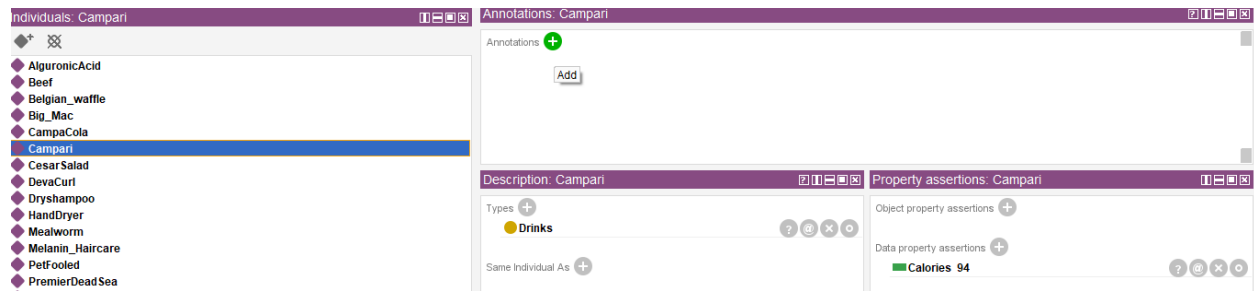 Individuals: Campari
AlguronicAcid
Beef
Belgian_waffle
Big_Mac
CampaCola
Campari
CesarSalad
DevaCurl
Dryshampoo
HandDryer
Mealworm
Melanin_Haircare
PetFooled
PremierDeadSea
Annotations: Campari
Annotations
Add
Description: Campari
Types
Drinks
Same Individual As
Property assertions: Campari
Object property assertions
Data property assertions
Calories 94